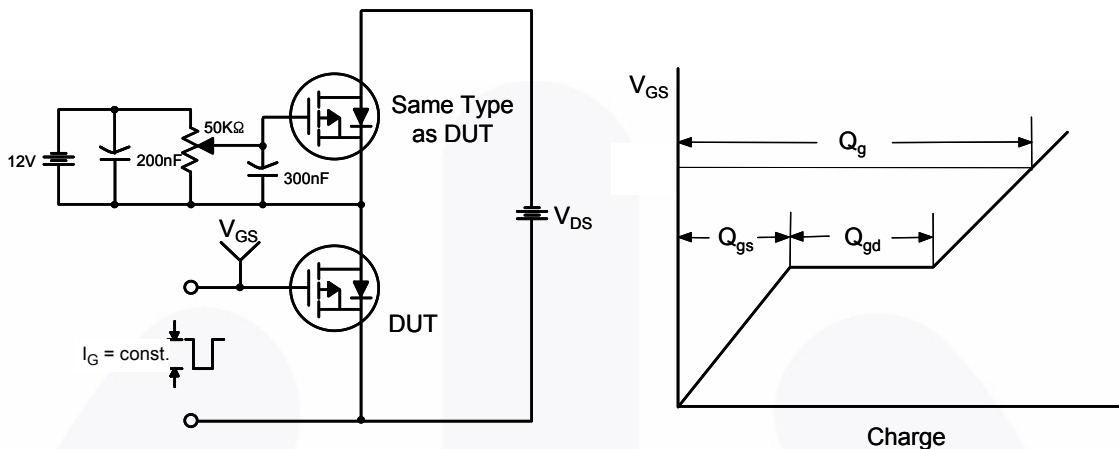 12V
200nF
50KΩ
300nF
Same Type
as DUT
V_DS
V_GS
DUT
I_G = const.
V_GS
Q_g
Q_gs
Q_gd
Charge